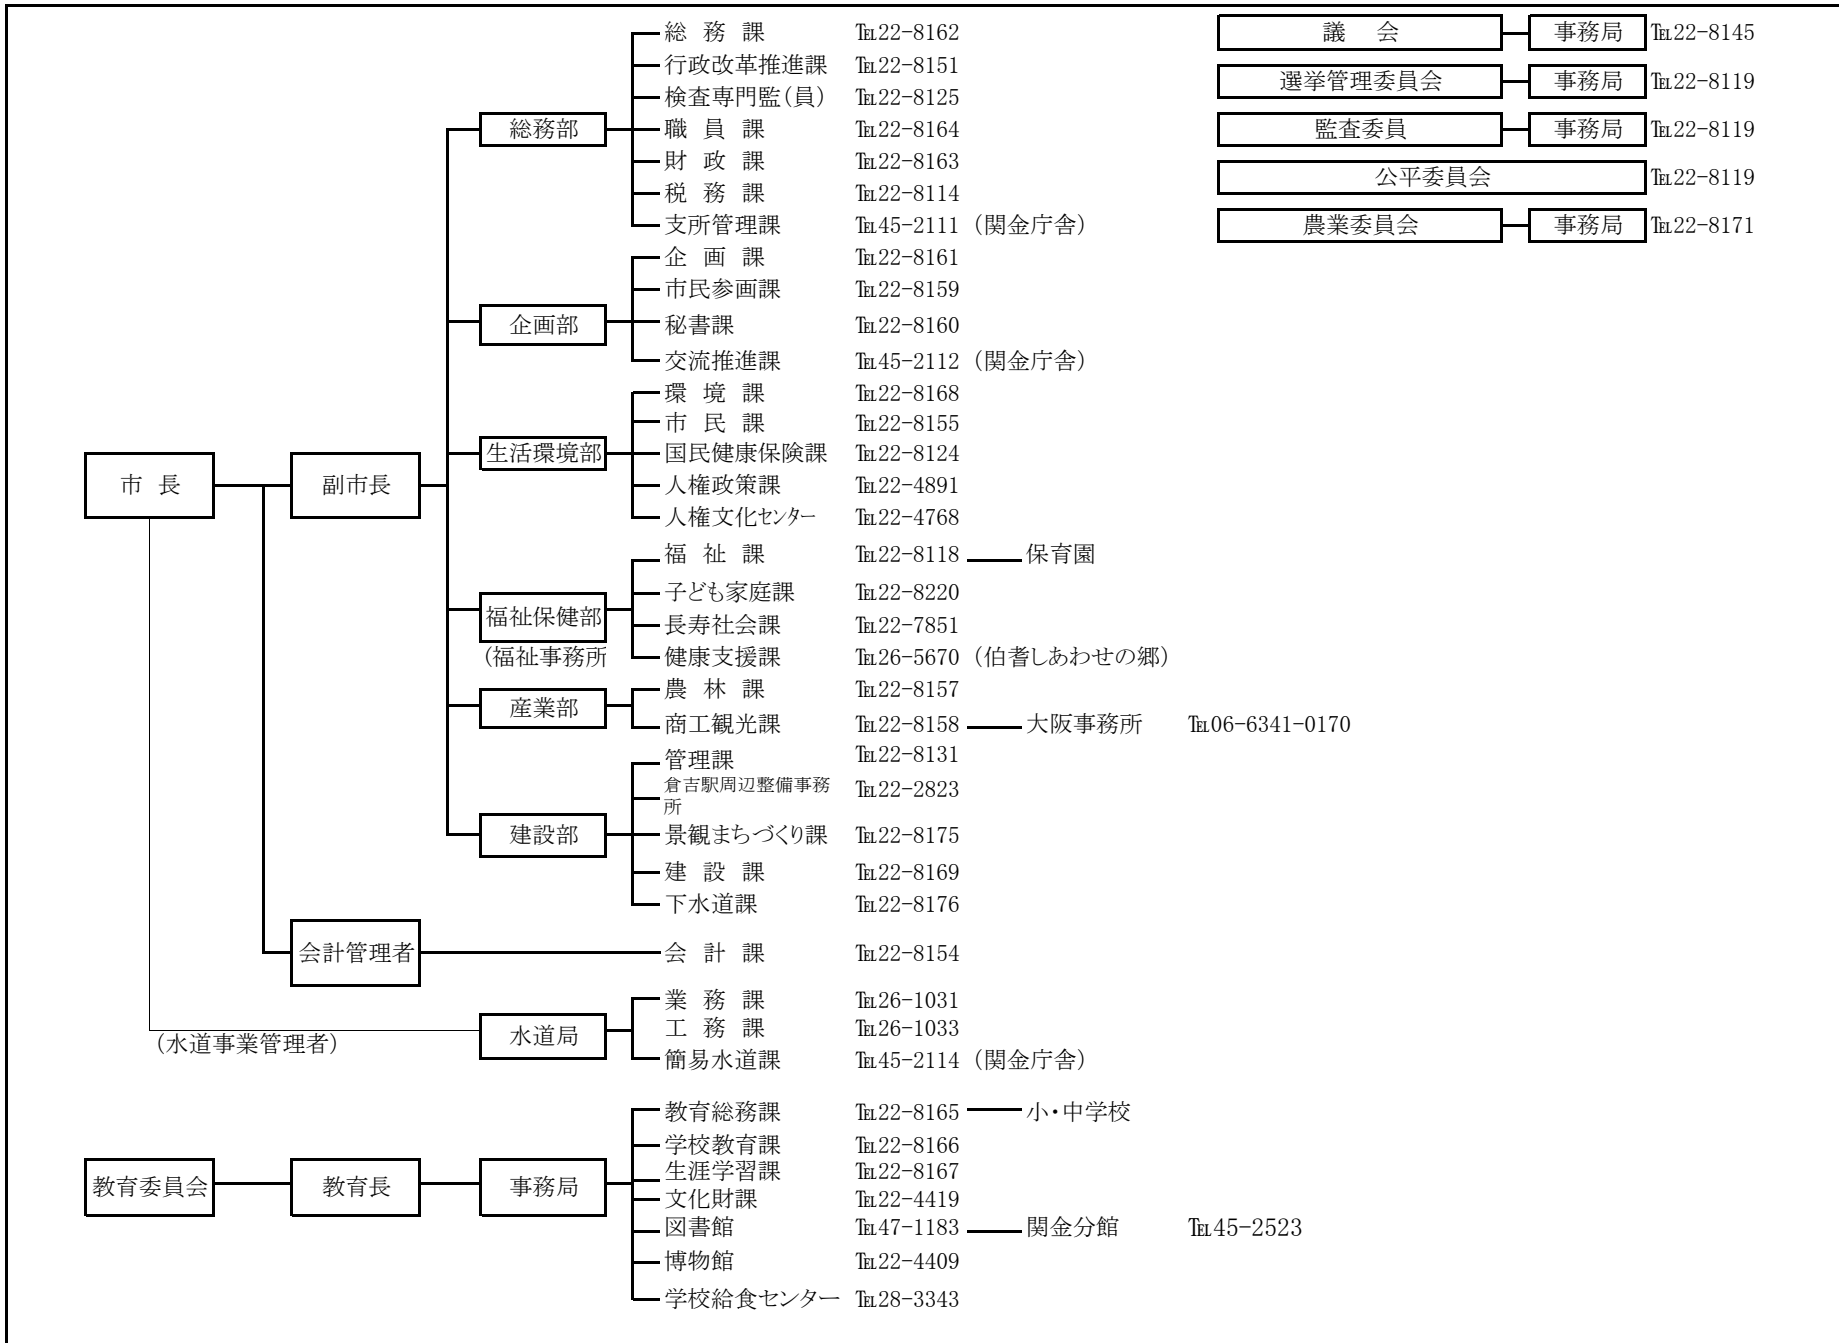 総 務 課 ℡22-8162
行政改革推進課 ℡22-8151
検査専門監(員) ℡22-8125
総務部 職 員 課 ℡22-8164
財 政 課 ℡22-8163
税 務 課 ℡22-8114
支所管理課 ℡45-2111 (関金庁舎)
議 会 事務局 ℡22-8145
選挙管理委員会 事務局 ℡22-8119
監査委員 事務局 ℡22-8119
公平委員会 ℡22-8119
農業委員会 事務局 ℡22-8171
企 画 課 ℡22-8161
市民参画課 ℡22-8159
企画部 秘書課 ℡22-8160
交流推進課 ℡45-2112 (関金庁舎)
環 境 課 ℡22-8168
市 民 課 ℡22-8155
生活環境部 国民健康保険課 ℡22-8124
市 長 副市長 人権政策課 ℡22-4891
人権文化センター ℡22-4768
福 祉 課 ℡22-8118 保育園
子ども家庭課 ℡22-8220
福祉保健部 長寿社会課 ℡22-7851
(福祉事務所 健康支援課 ℡26-5670 (伯耆しあわせの郷)
農 林 課 ℡22-8157
産業部
商工観光課 ℡22-8158 大阪事務所 ℡06-6341-0170
管理課 ℡22-8131
倉吉駅周辺整備事務 ℡22-2823
所
建設部 景観まちづくり課 ℡22-8175
建 設 課 ℡22-8169
下水道課 ℡22-8176
会計管理者 会 計 課 ℡22-8154
業 務 課 ℡26-1031
水道局 工 務 課 ℡26-1033
(水道事業管理者)
簡易水道課 ℡45-2114 (関金庁舎)
教育総務課 ℡22-8165 小・中学校
学校教育課 ℡22-8166
生涯学習課 ℡22-8167
教育委員会 教育長 事務局
文化財課 ℡22-4419
図書館 ℡47-1183 関金分館 ℡45-2523
博物館 ℡22-4409
学校給食センター ℡28-3343